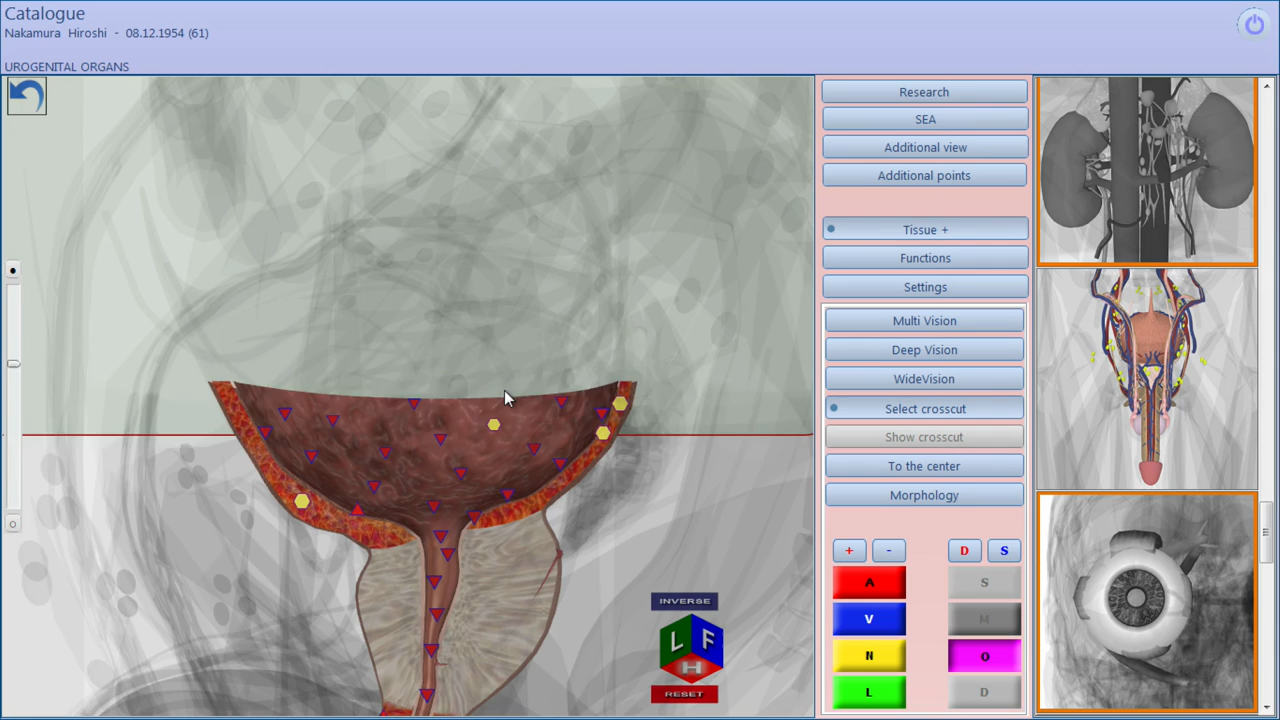 Catalogue
Nakamura Hiroshi - 08.12.1954 (61)
UROGENITAL ORGANS
Research
SEA
Additional view
Additional points
Tissue +
Functions
Settings
Multi Vision
Deep Vision
WideVision
Select crosscut
Show crosscut
To the center
Morphology
+ - D S
A S
V M
N O
L D
INVERSE
L F
H
RESET